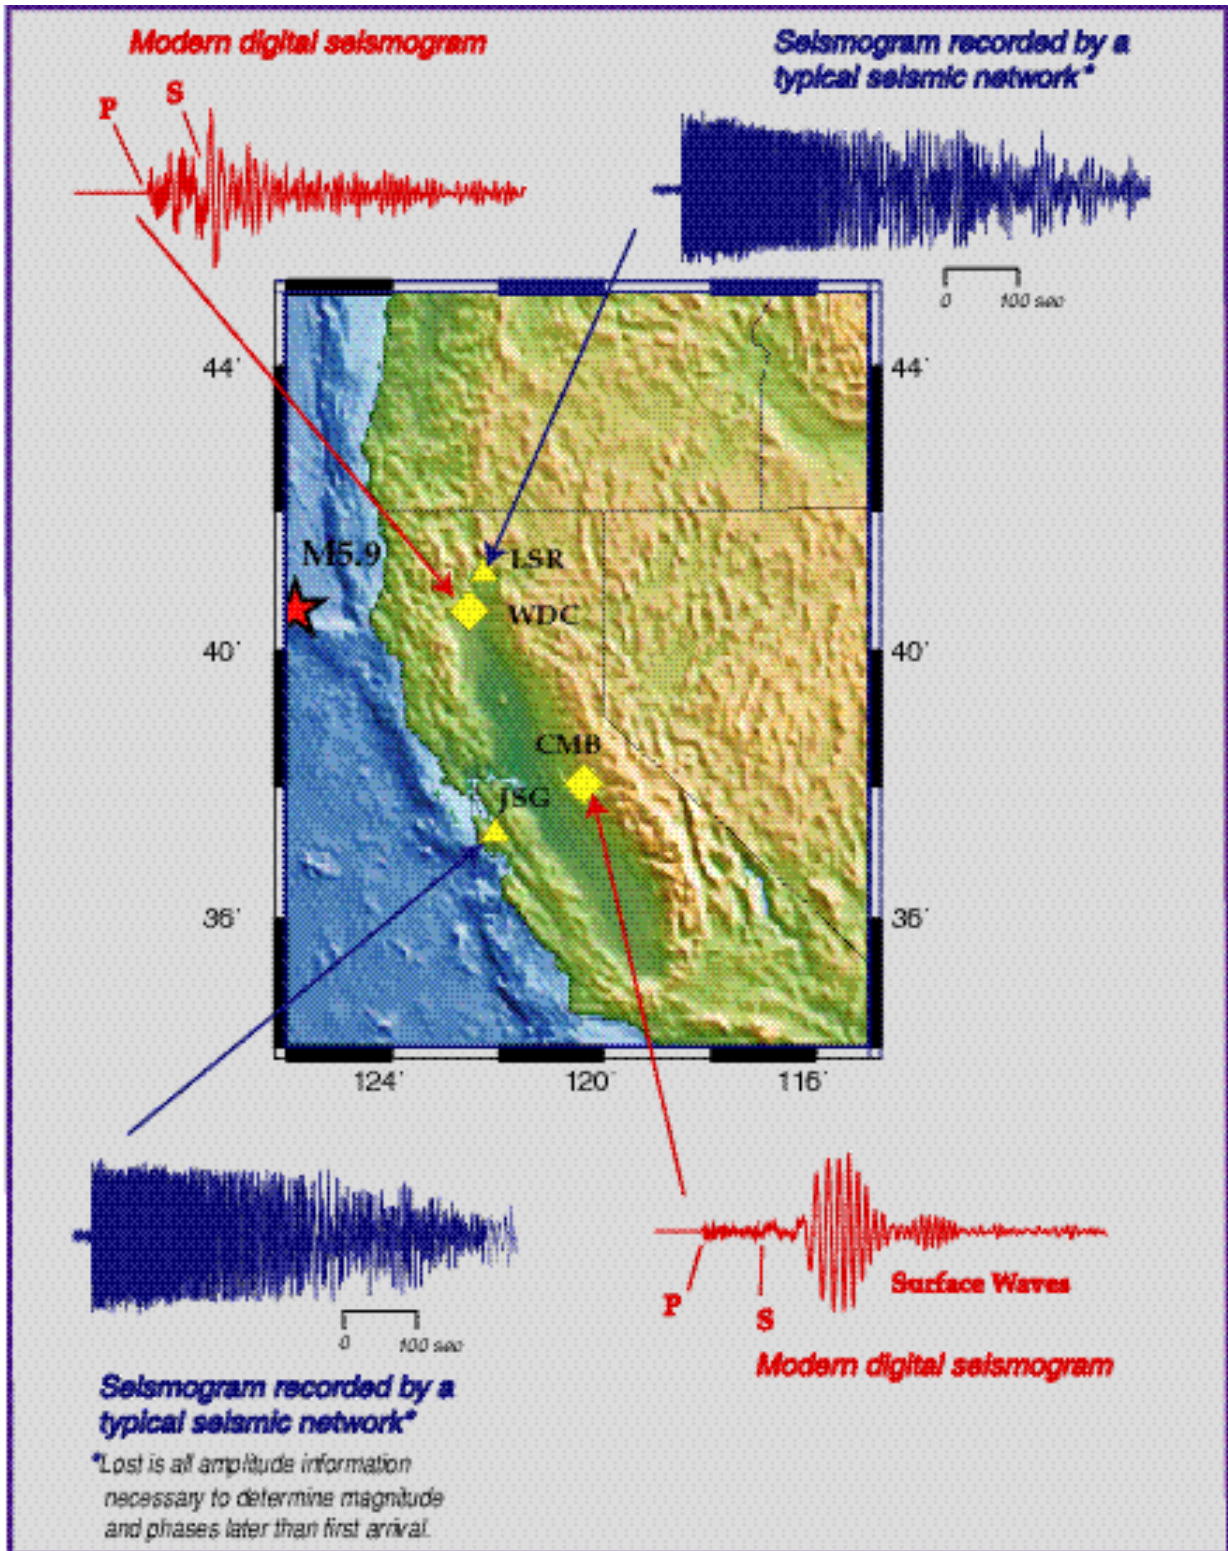 Modern digital seismogram
Seismogram recorded by a
typical seismic network*
P
S
0 100 sec
44°
44°
M5.9
LSR
WDC
40°
40°
CMB
JSG
36°
36°
124°
120°
116°
0 100 sec
P
S
Surface Waves
Modern digital seismogram
Seismogram recorded by a
typical seismic network*
*Lost is all amplitude information
necessary to determine magnitude
and phases later than first arrival.